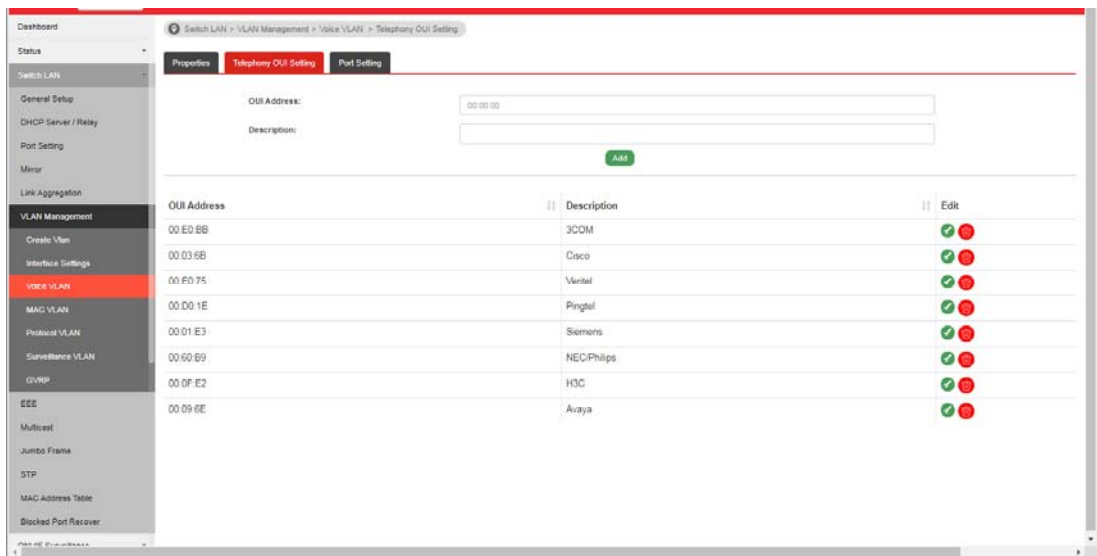 Dashboard
Switch LAN > VLAN Management > Voice VLAN > Telephony OUI Setting
Status
Properties
Telephony OUI Setting
Port Setting
Switch LAN
General Setup
DHCP Server / Relay
Port Setting
Mirror
Link Aggregation
VLAN Management
Create Vlan
Interface Settings
Voice VLAN
MAC VLAN
Protocol VLAN
Surveillance VLAN
GVRP
EEE
Multicast
Jumbo Frame
STP
MAC Address Table
Blocked Port Recover
OUI Address:
00:00:00
Description:
Add
OUI Address Description Edit
00:E0:BB 3COM
00:03:6B Cisco
00:E0:75 Veritel
00:D0:1E Pingtel
00:01:E3 Siemens
00:60:B9 NEC/Philips
00:0F:E2 H3C
00:09:6E Avaya